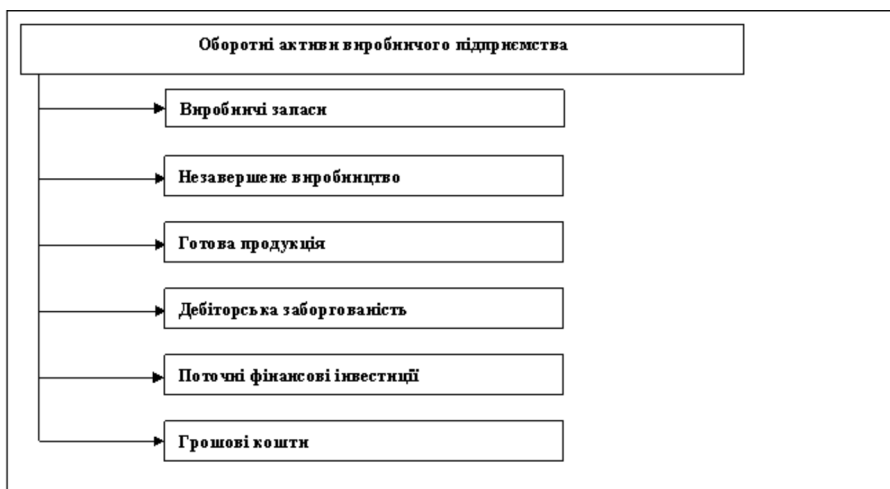 Оборотні активи виробничого підприємства
Виробничі запаси
Незавершене виробництво
Готова продукція
Дебіторська заборгованість
Поточні фінансові інвестиції
Грошові кошти